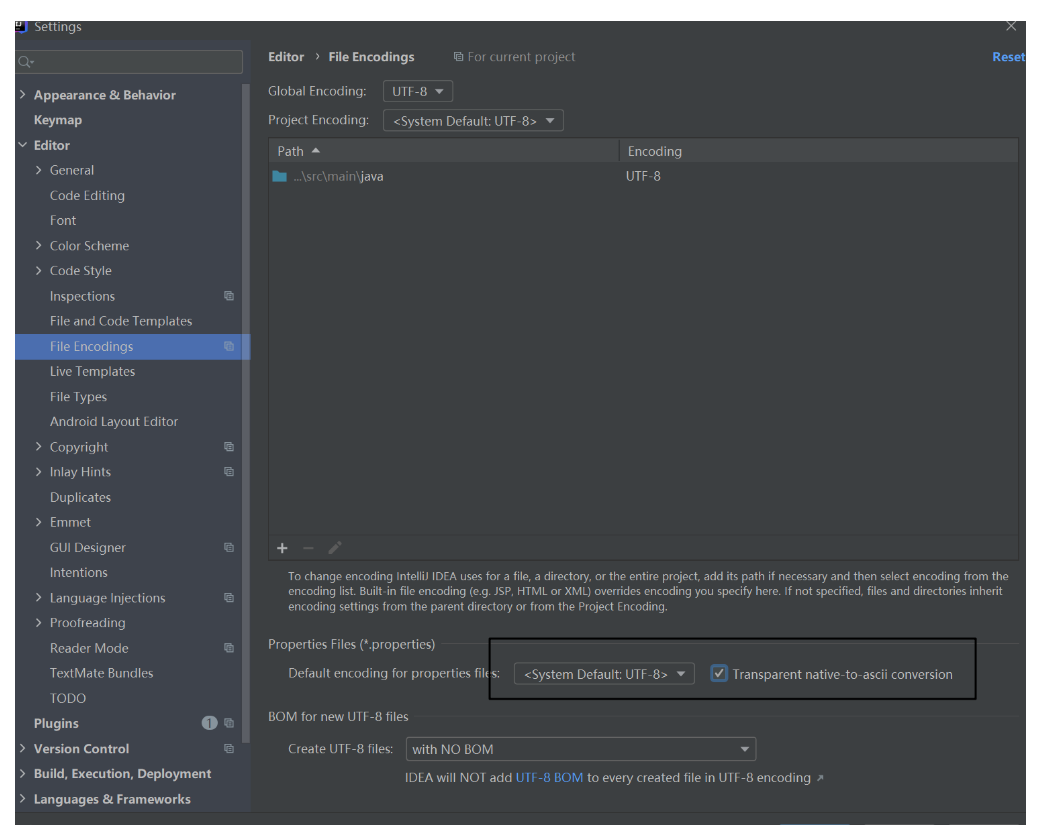 Settings
Editor › File Encodings For current project Reset
Global Encoding: UTF-8
Project Encoding: <System Default: UTF-8>
Path Encoding
...\src\main\java UTF-8
Appearance & Behavior
Keymap
Editor
General
Code Editing
Font
Color Scheme
Code Style
Inspections
File and Code Templates
File Encodings
Live Templates
File Types
Android Layout Editor
Copyright
Inlay Hints
Duplicates
Emmet
GUI Designer
Intentions
Language Injections
Proofreading
Reader Mode
TextMate Bundles
TODO
Plugins 1
Version Control
Build, Execution, Deployment
Languages & Frameworks
To change encoding IntelliJ IDEA uses for a file, a directory, or the entire project, add its path if necessary and then select encoding from the
encoding list. Built-in file encoding (e.g. JSP, HTML or XML) overrides encoding you specify here. If not specified, files and directories inherit
encoding settings from the parent directory or from the Project Encoding.
Properties Files (*.properties)
Default encoding for properties files: <System Default: UTF-8> Transparent native-to-ascii conversion
BOM for new UTF-8 files
Create UTF-8 files: with NO BOM
IDEA will NOT add UTF-8 BOM to every created file in UTF-8 encoding ↗